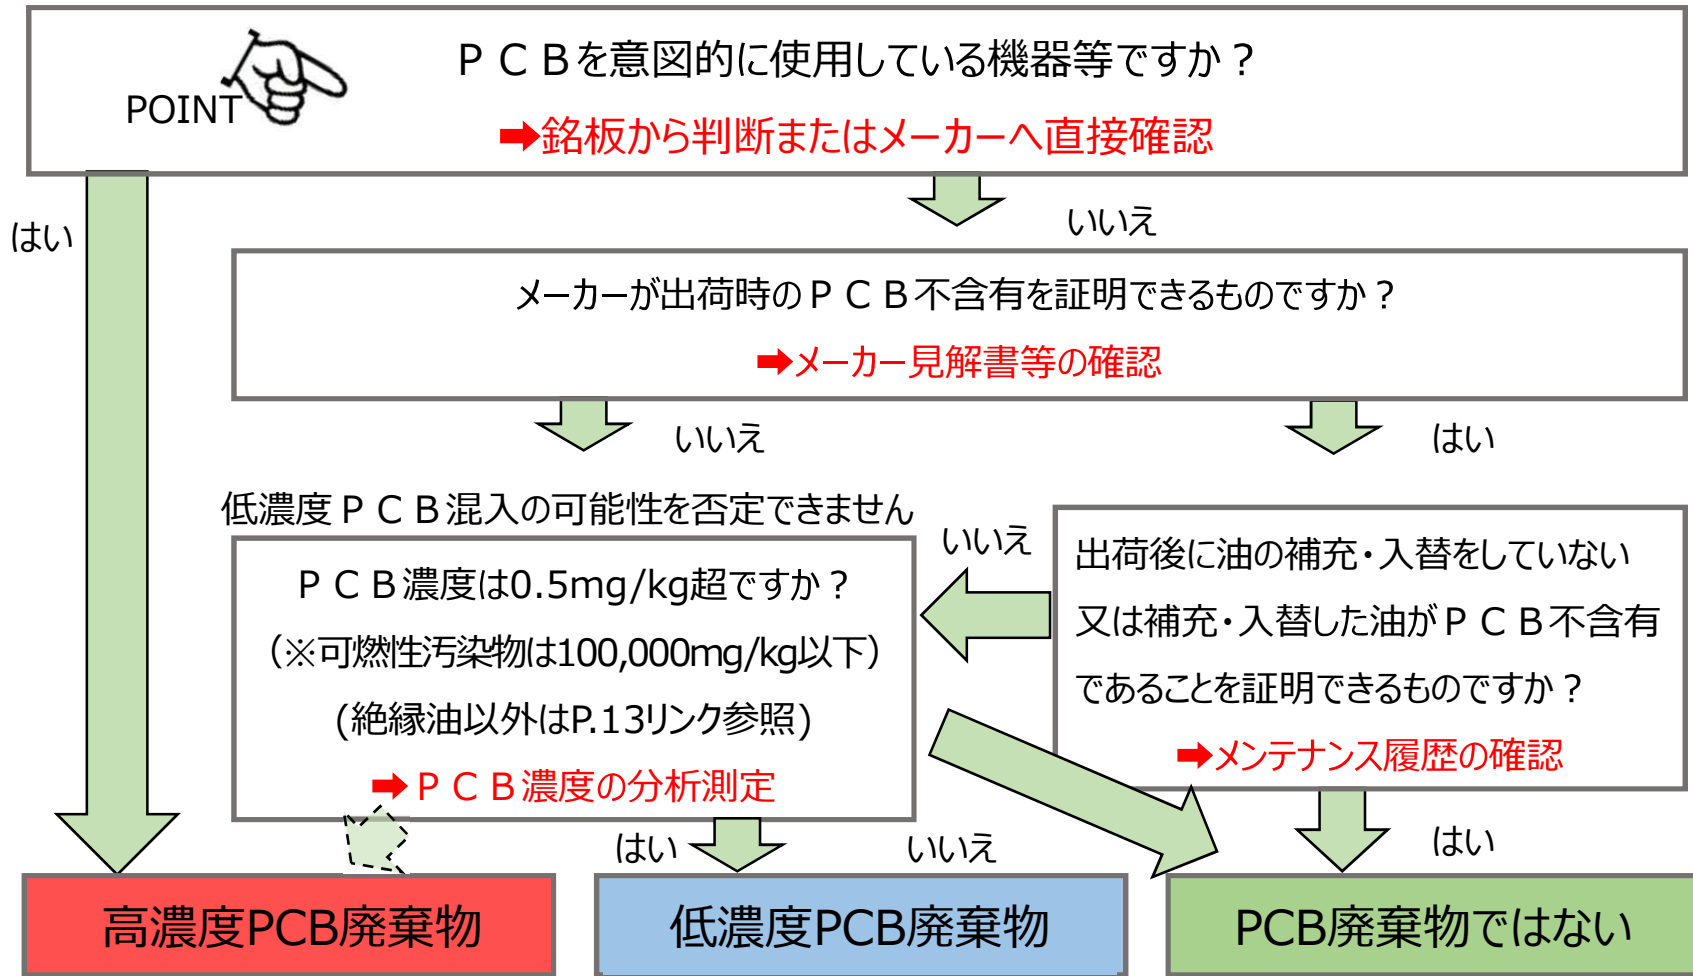 POINT
ＰＣＢを意図的に使用している機器等ですか？
➡銘板から判断またはメーカーへ直接確認
はい
いいえ
メーカーが出荷時のＰＣＢ不含有を証明できるものですか？
➡メーカー見解書等の確認
いいえ
はい
低濃度ＰＣＢ混入の可能性を否定できません
ＰＣＢ濃度は0.5mg/kg超ですか？
（※可燃性汚染物は100,000mg/kg以下）
(絶縁油以外はP.13リンク参照)
➡ＰＣＢ濃度の分析測定
いいえ
出荷後に油の補充・入替をしていない
又は補充・入替した油がＰＣＢ不含有
であることを証明できるものですか？
➡メンテナンス履歴の確認
はい
いいえ
はい
高濃度PCB廃棄物
低濃度PCB廃棄物
PCB廃棄物ではない